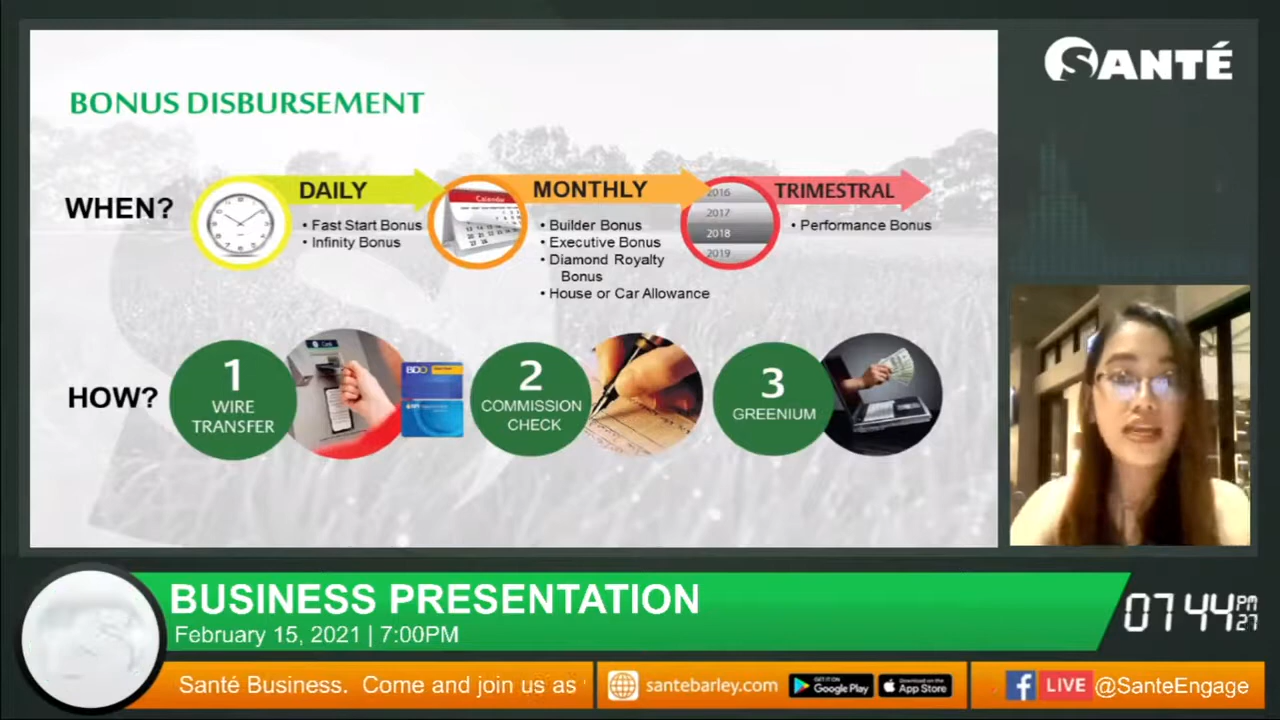 SANTÉ
BONUS DISBURSEMENT
WHEN?
DAILY
• Fast Start Bonus
• Infinity Bonus
Calendar
MONTHLY
• Builder Bonus
• Executive Bonus
• Diamond Royalty
Bonus
• House or Car Allowance
2016
2017
2018
2019
TRIMESTRAL
• Performance Bonus
HOW?
1
WIRE
TRANSFER
BDO
2
COMMISSION
CHECK
3
GREENIUM
BUSINESS PRESENTATION
February 15, 2021 | 7:00PM
07 44 PM 27
Santé Business. Come and join us as
santebarley.com
GET IT ON
Google Play
Download on the
App Store
LIVE @SanteEngage